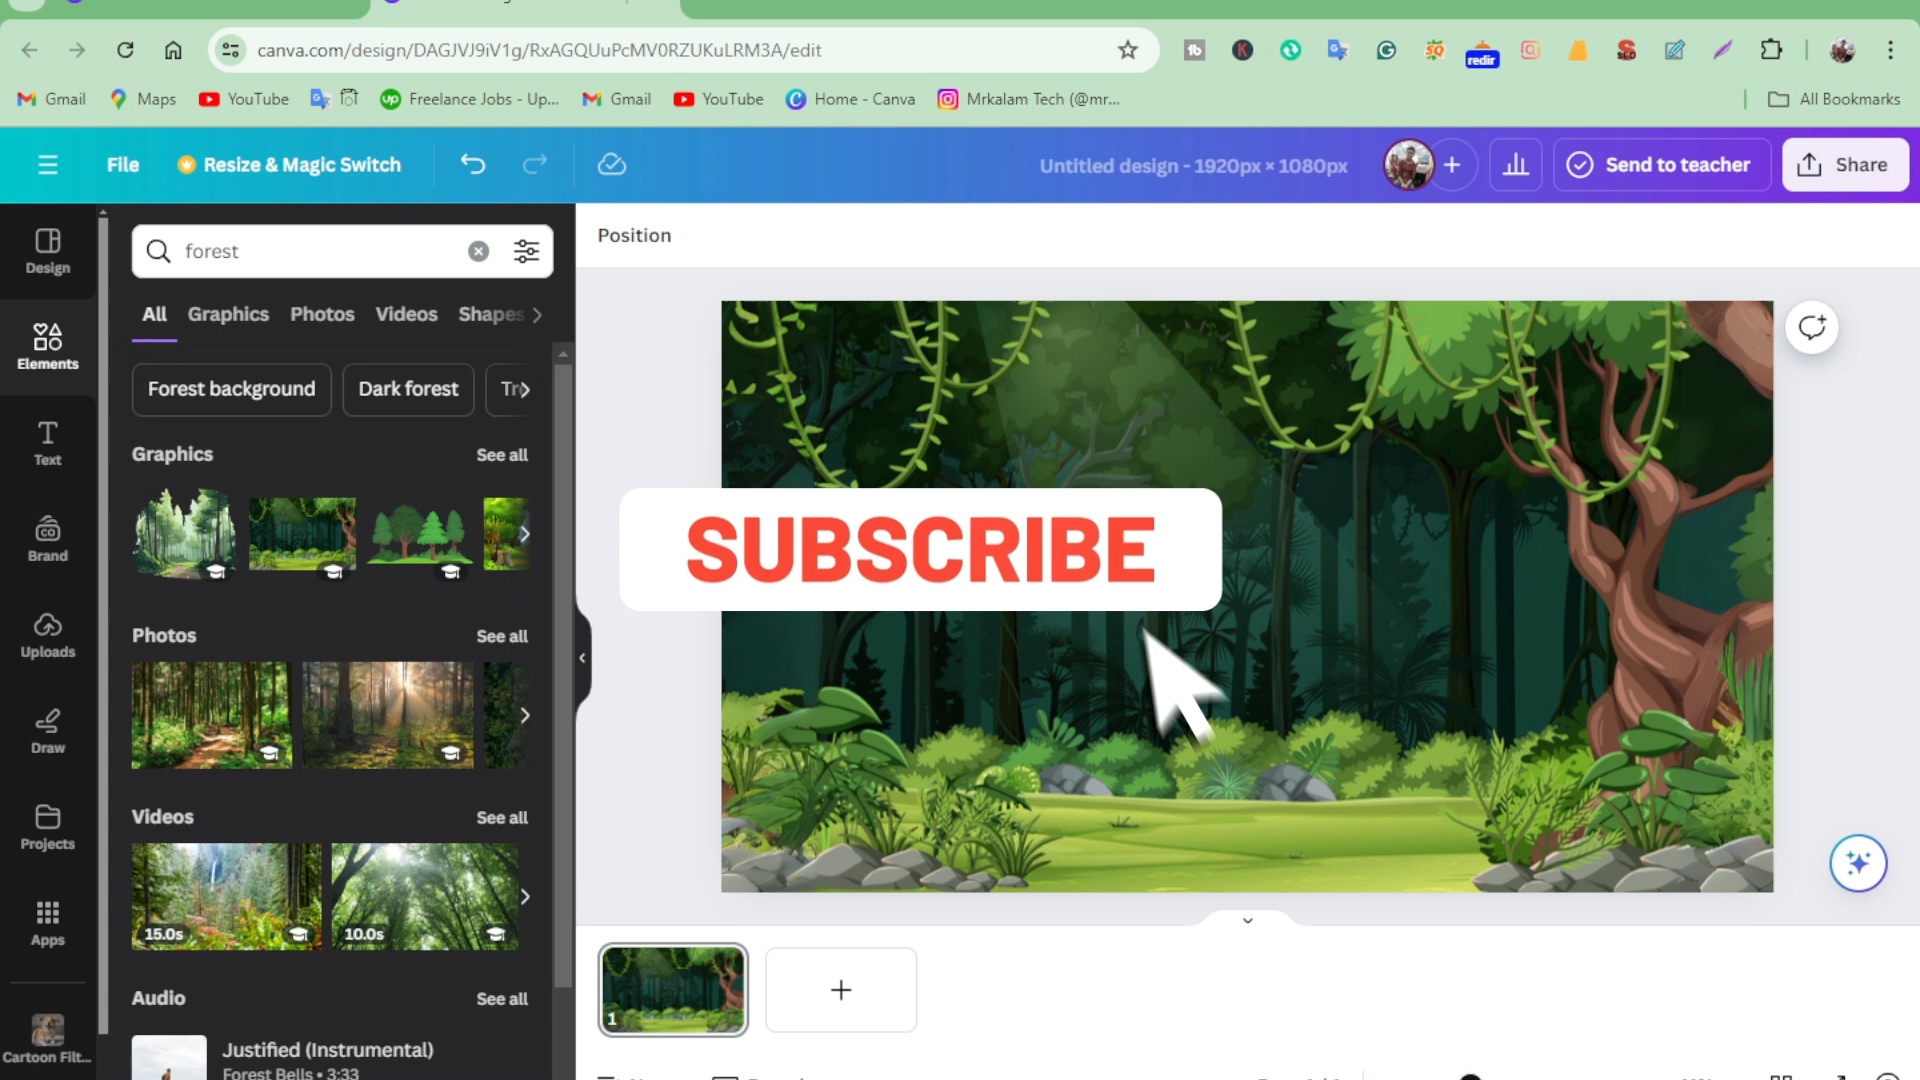 canva.com/design/DAGJVJ9iV1g/RxAGQUuPcMV0RZUKuLRM3A/edit
redir
Gmail
Maps
YouTube
Freelance Jobs - Up...
Gmail
YouTube
Home - Canva
Mrkalam Tech (@mr...
All Bookmarks
File
Resize & Magic Switch
Untitled design - 1920px × 1080px
Send to teacher
Share
Design
Elements
Text
Brand
Uploads
Draw
Projects
Apps
Cartoon Filt...
forest
All
Graphics
Photos
Videos
Shapes
Forest background
Dark forest
Graphics
See all
Photos
See all
Videos
See all
15.0s
10.0s
Audio
See all
Justified (Instrumental)
Forest Bells • 3:33
Position
SUBSCRIBE
1